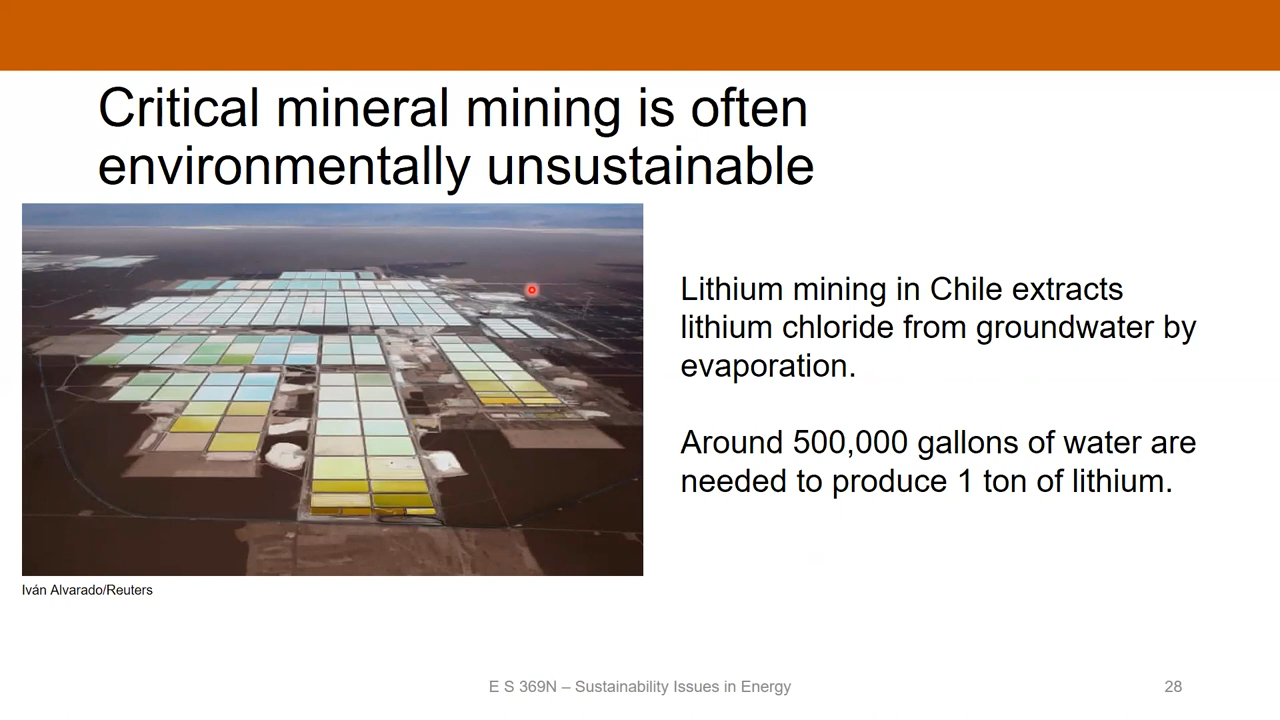 Critical mineral mining is often
environmentally unsustainable
Lithium mining in Chile extracts
lithium chloride from groundwater by
evaporation.
Around 500,000 gallons of water are
needed to produce 1 ton of lithium.
Iván Alvarado/Reuters
E S 369N – Sustainability Issues in Energy
28